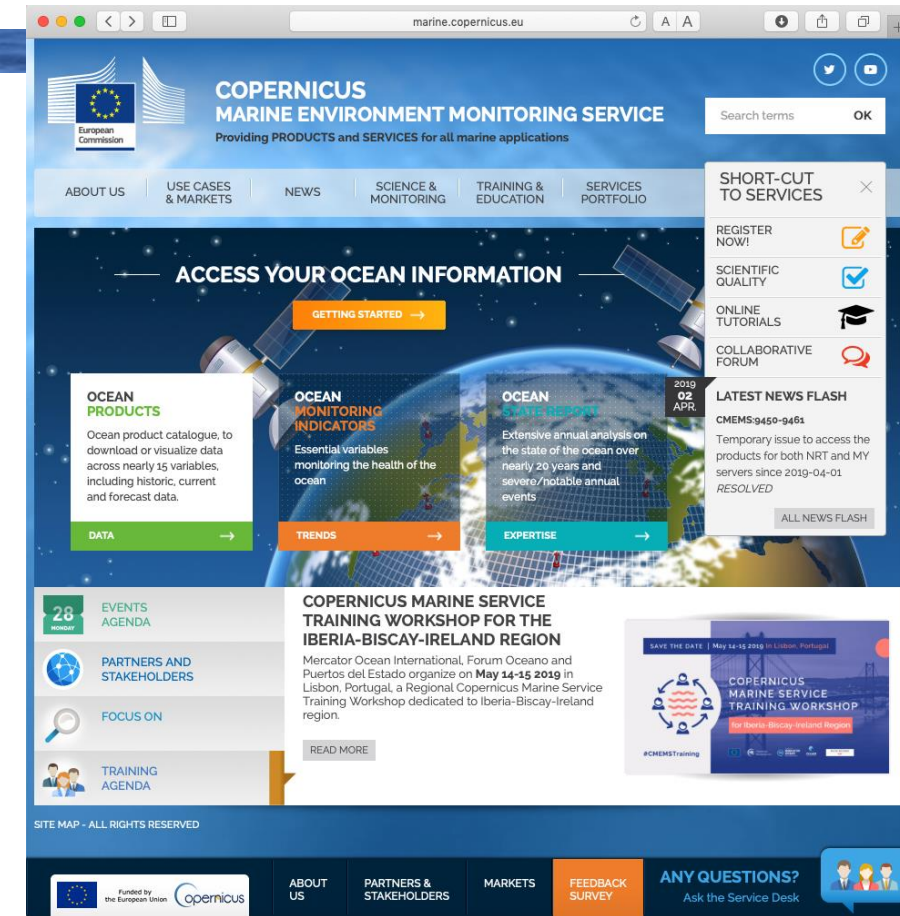 marine.copernicus.eu
A A
European
Commission
COPERNICUS
MARINE ENVIRONMENT MONITORING SERVICE
Providing PRODUCTS and SERVICES for all marine applications
Search terms OK
ABOUT US
USE CASES
& MARKETS
NEWS
SCIENCE &
MONITORING
TRAINING &
EDUCATION
SERVICES
PORTFOLIO
SHORT-CUT
TO SERVICES
REGISTER
NOW!
SCIENTIFIC
QUALITY
ONLINE
TUTORIALS
COLLABORATIVE
FORUM
2019
02
APR.
LATEST NEWS FLASH
CMEMS:9450-9461
Temporary issue to access the
products for both NRT and MY
servers since 2019-04-01
RESOLVED
ALL NEWS FLASH
ACCESS YOUR OCEAN INFORMATION
GETTING STARTED →
OCEAN
PRODUCTS
Ocean product catalogue, to
download or visualize data
across nearly 15 variables,
including historic, current
and forecast data.
DATA →
OCEAN
MONITORING
INDICATORS
Essential variables
monitoring the health of the
ocean
TRENDS →
OCEAN
STATE REPORT
Extensive annual analysis on
the state of the ocean over
nearly 20 years and
severe/notable annual
events
EXPERTISE →
28
MONDAY
EVENTS
AGENDA
PARTNERS AND
STAKEHOLDERS
FOCUS ON
TRAINING
AGENDA
COPERNICUS MARINE SERVICE
TRAINING WORKSHOP FOR THE
IBERIA-BISCAY-IRELAND REGION
Mercator Ocean International, Forum Oceano and
Puertos del Estado organize on May 14-15 2019 in
Lisbon, Portugal, a Regional Copernicus Marine Service
Training Workshop dedicated to Iberia-Biscay-Ireland
region.
READ MORE
SAVE THE DATE | May 14-15 2019 in Lisbon, Portugal
COPERNICUS
MARINE SERVICE
TRAINING WORKSHOP
for Iberia-Biscay-Ireland Region
#CMEMSTraining
SITE MAP - ALL RIGHTS RESERVED
Funded by
the European Union
opernicus
ABOUT
US
PARTNERS &
STAKEHOLDERS
MARKETS
FEEDBACK
SURVEY
ANY QUESTIONS?
Ask the Service Desk